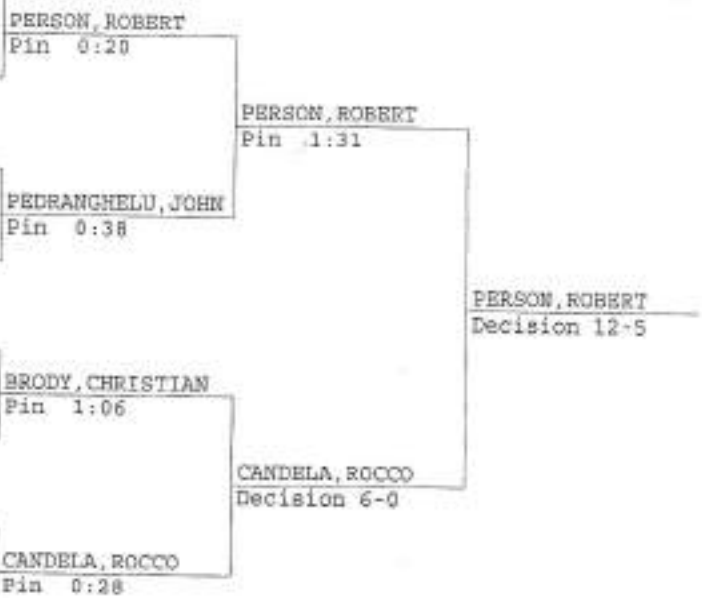 PERSON,ROBERT
Pin 0:20
PERSON,ROBERT
Pin 1:31
PEDRANGHELU,JOHN
Pin 0:38
PERSON,ROBERT
Decision 12-5
BRODY,CHRISTIAN
Pin 1:06
CANDELA,ROCCO
Decision 6-0
CANDELA,ROCCO
Pin 0:28